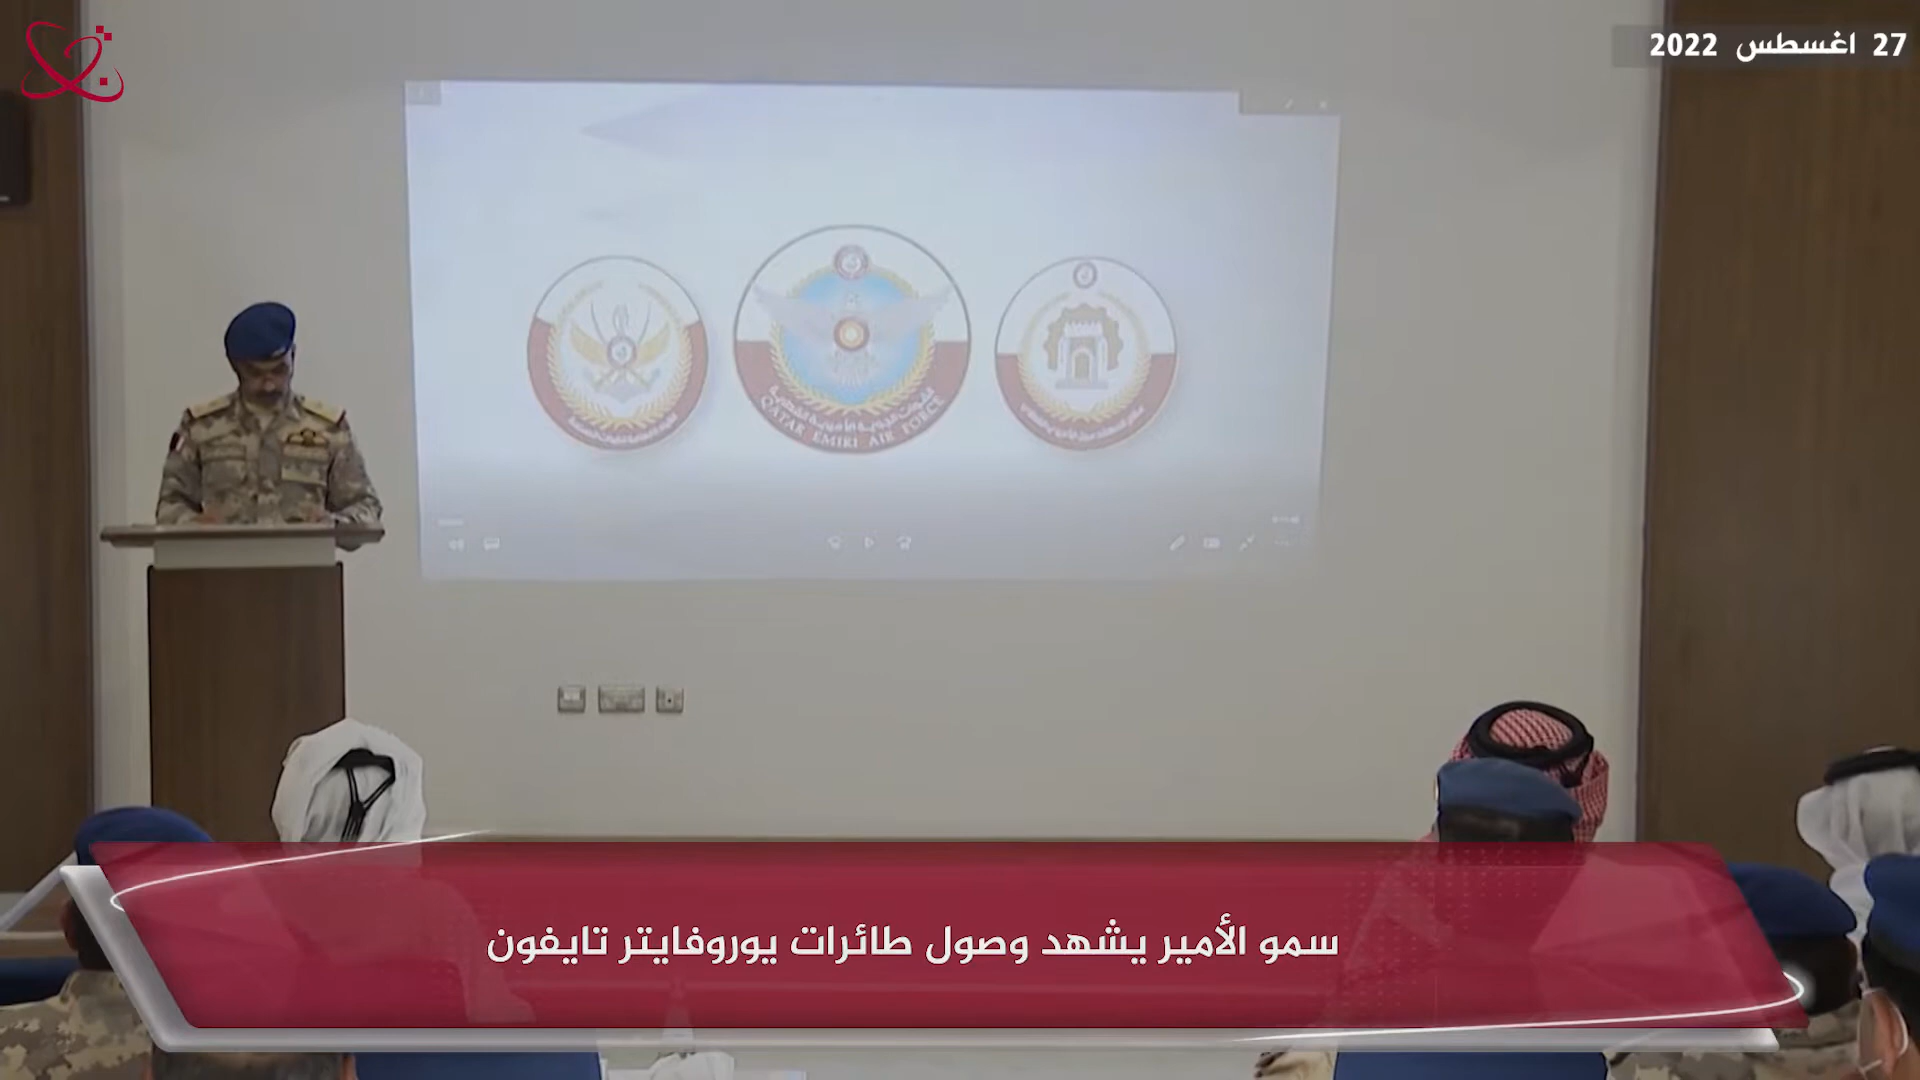 27 اغسطس 2022
QATAR EMIRI AIR FORCE
سمو الأمير يشهد وصول طائرات يوروفايتر تايفون